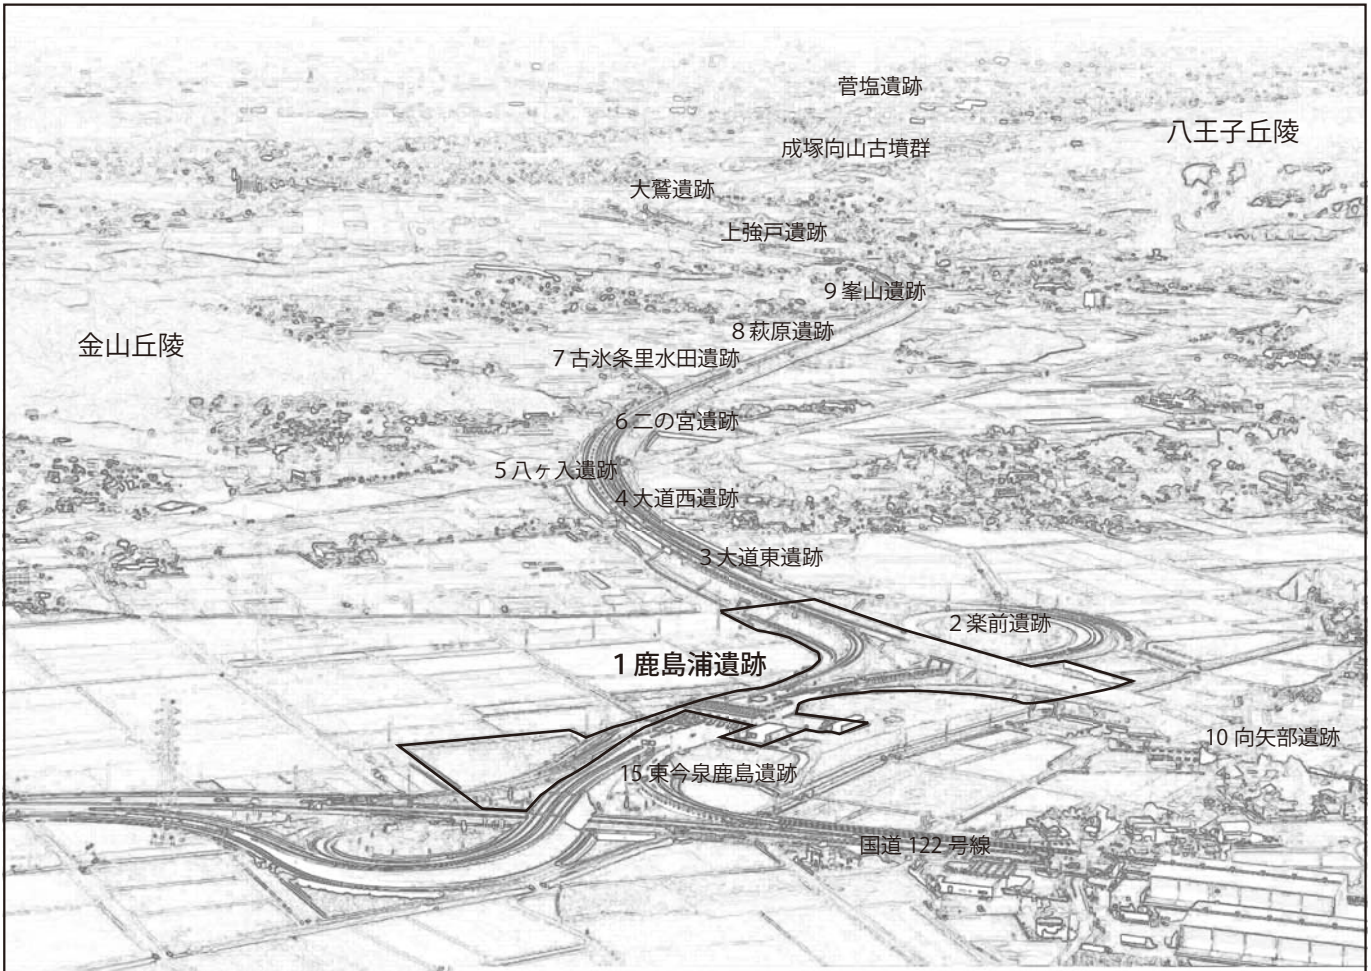 菅塩遺跡
八王子丘陵
成塚向山古墳群
大鷲遺跡
上強戸遺跡
9 峯山遺跡
8 萩原遺跡
金山丘陵
7 古氷条里水田遺跡
6 二の宮遺跡
5 八ヶ入遺跡
4 大道西遺跡
3 大道東遺跡
2 楽前遺跡
1 鹿島浦遺跡
10 向矢部遺跡
15 東今泉鹿島遺跡
国道 122 号線